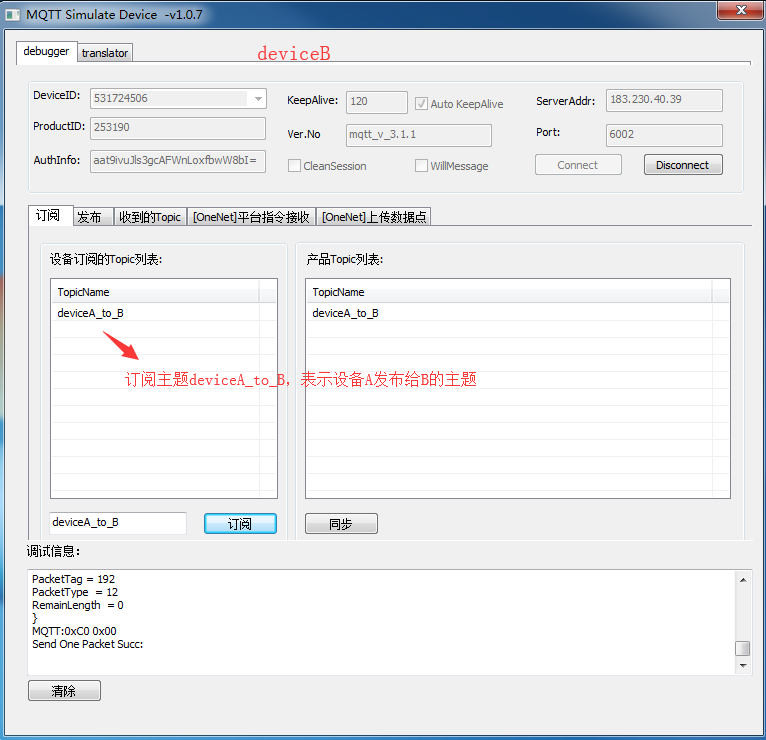 MQTT Simulate Device -v1.0.7
debugger translator
deviceB
DeviceID: 531724506 KeepAlive: 120 Auto KeepAlive ServerAddr: 183.230.40.39
ProductID: 253190 Ver.No mqtt_v_3.1.1 Port: 6002
AuthInfo: aat9ivuJls3gcAFWnLoxfbwW8bI= CleanSession WillMessage Connect Disconnect
订阅 发布 收到的Topic [OneNet]平台指令接收 [OneNet]上传数据点
设备订阅的Topic列表: 产品Topic列表:
TopicName TopicName
deviceA_to_B deviceA_to_B
订阅主题deviceA_to_B，表示设备A发布给B的主题
deviceA_to_B 订阅 同步
调试信息：
PacketTag = 192
PacketType = 12
RemainLength = 0
}
MQTT:0xC0 0x00
Send One Packet Succ:
清除